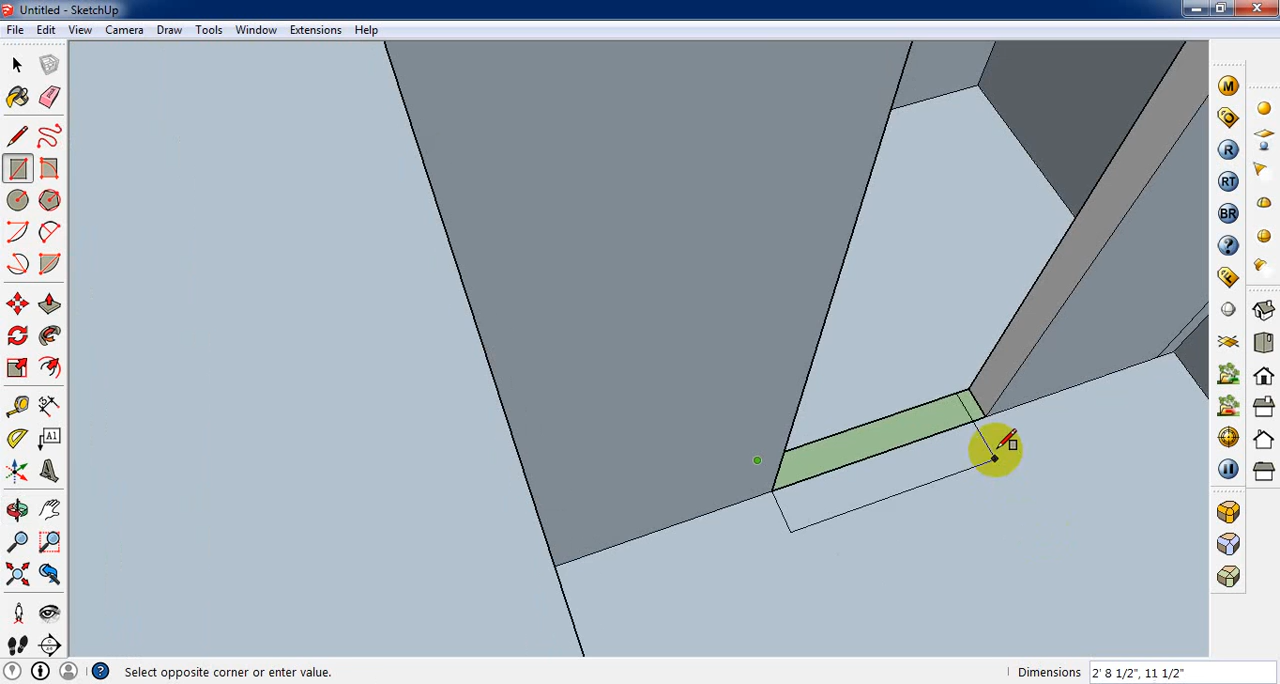 Untitled - SketchUp
File Edit View Camera Draw Tools Window Extensions Help
M
R
RT
A1
BR
?
F
A
? Select opposite corner or enter value. Dimensions 2' 8 1/2", 11 1/2"